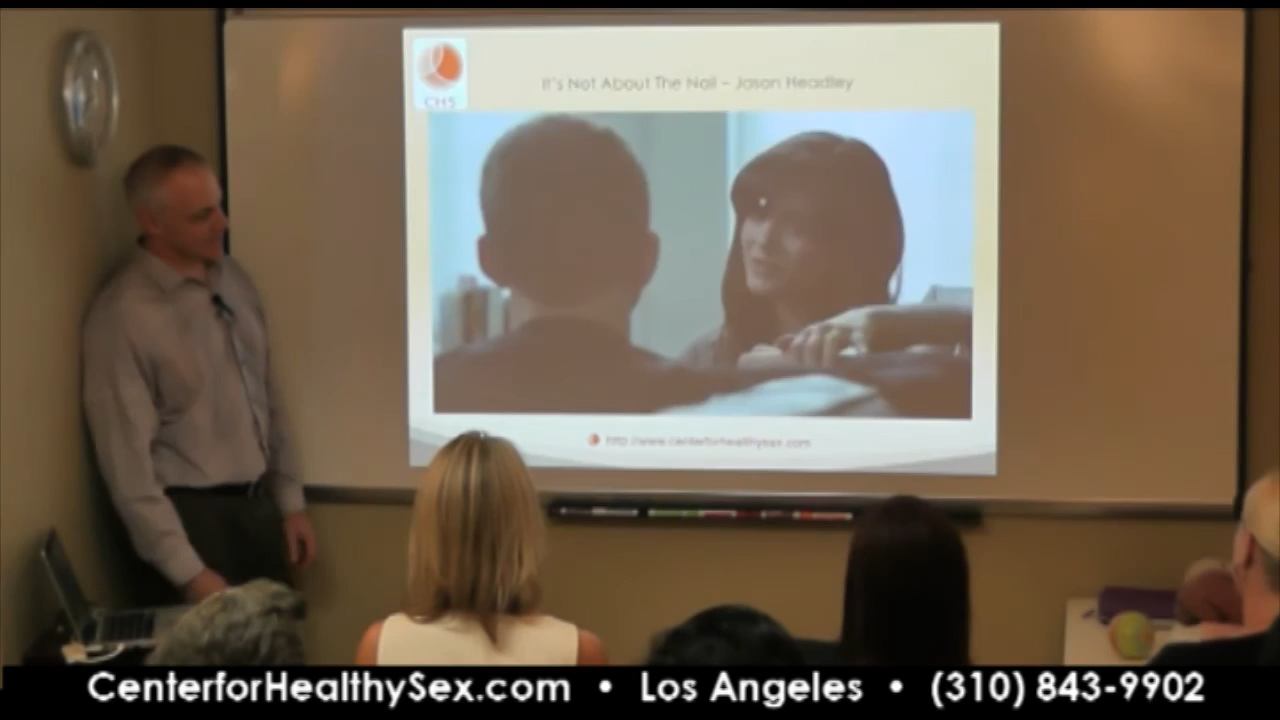 CHS
It's Not About The Nail – Jason Headley
http://www.centerforhealthysex.com
CenterforHealthySex.com • Los Angeles • (310) 843-9902